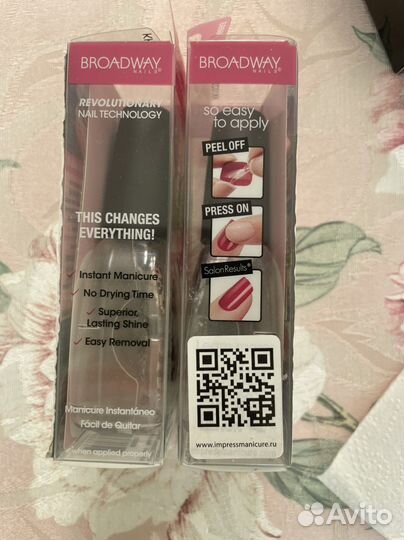 BROADWAY
NAILS®
REVOLUTIONARY
NAIL TECHNOLOGY
THIS CHANGES
EVERYTHING!
✓ Instant Manicure
✓ No Drying Time
✓ Superior,
Lasting Shine
✓ Easy Removal
Manicure Instantáneo
Fácil de Quitar
when applied properly
BROADWAY
NAILS®
so easy
to apply
PEEL OFF
PRESS ON
SalonResults®
www.impressmanicure.ru
Avito